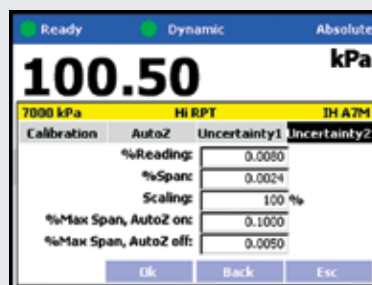 Ready Dynamic Absolute
100.50 kPa
7000 kPa Hi RPT IH A7M
Calibration AutoZ Uncertainty1 Uncertainty2
%Reading: 0.0080
%Span: 0.0024
Scaling: 100 %
%Max Span, AutoZ on: 0.1000
%Max Span, AutoZ off: 0.0050
Ok Back Esc